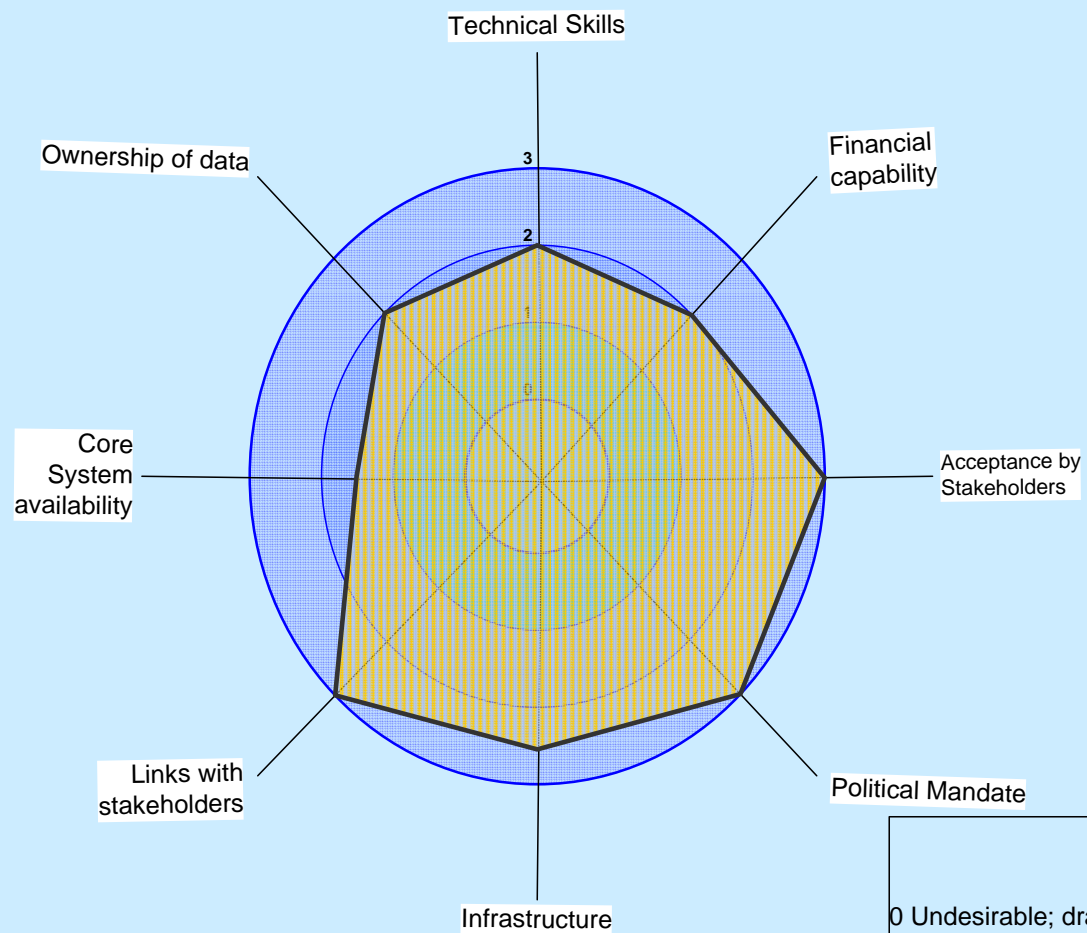 Technical Skills
Ownership of data
Financial
capability
3
2
1
0
Core
System
availability
Acceptance by
Stakeholders
Links with
stakeholders
Political Mandate
Infrastructure
0 Undesirable;